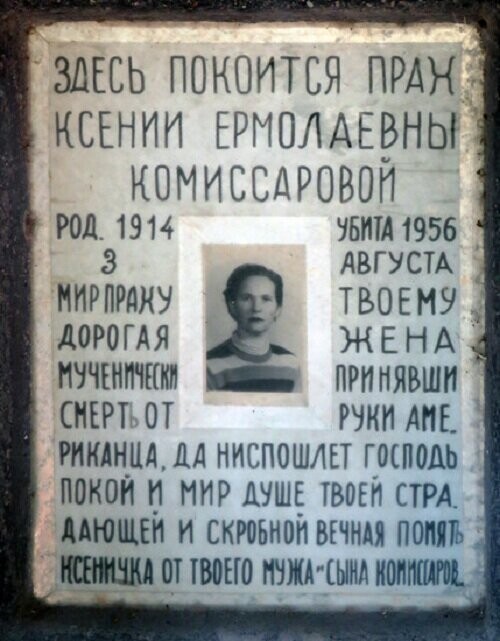 ЗДЕСЬ ПОКОИТСЯ ПРАХ
КСЕНИИ ЕРМОЛАЕВНЫ
КОМИССАРОВОЙ
РОД. 1914 УБИТА 1956
3 АВГУСТА
МИР ПРАХУ ТВОЕМУ
ДОРОГАЯ ЖЕНА
МУЧЕНИЧЕСКИ ПРИНЯВШИ
СМЕРТЬ ОТ РУКИ АМЕ.
РИКАНЦА, ДА НИСПОШЛЕТ ГОСПОДЬ
ПОКОЙ И МИР ДУШЕ ТВОЕЙ СТРА.
ДАЮЩЕЙ И СКРОБНОЙ ВЕЧНАЯ ПОМЯТЬ
КСЕНИЧКА ОТ ТВОЕГО МУЖА-СЫНА КОМИССАРОВ..